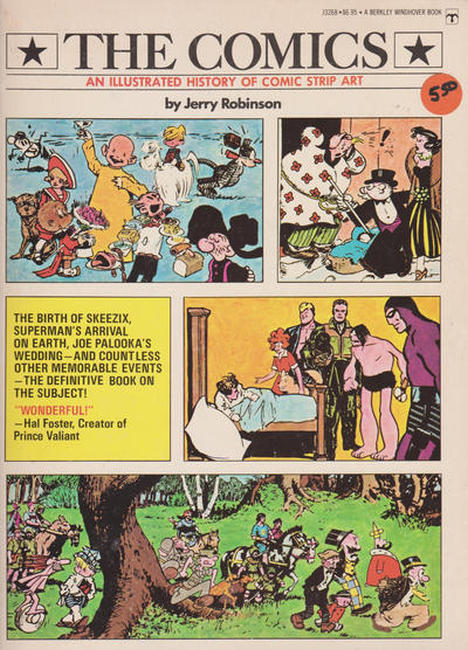 J3268 • $6.95 • A BERKLEY WINDHOVER BOOK
THE COMICS
AN ILLUSTRATED HISTORY OF COMIC STRIP ART
by Jerry Robinson
5.50
THE BIRTH OF SKEEZIX,
SUPERMAN'S ARRIVAL
ON EARTH, JOE PALOOKA'S
WEDDING—AND COUNTLESS
OTHER MEMORABLE EVENTS
—THE DEFINITIVE BOOK ON
THE SUBJECT!
"WONDERFUL!"
—Hal Foster, Creator of
Prince Valiant
!